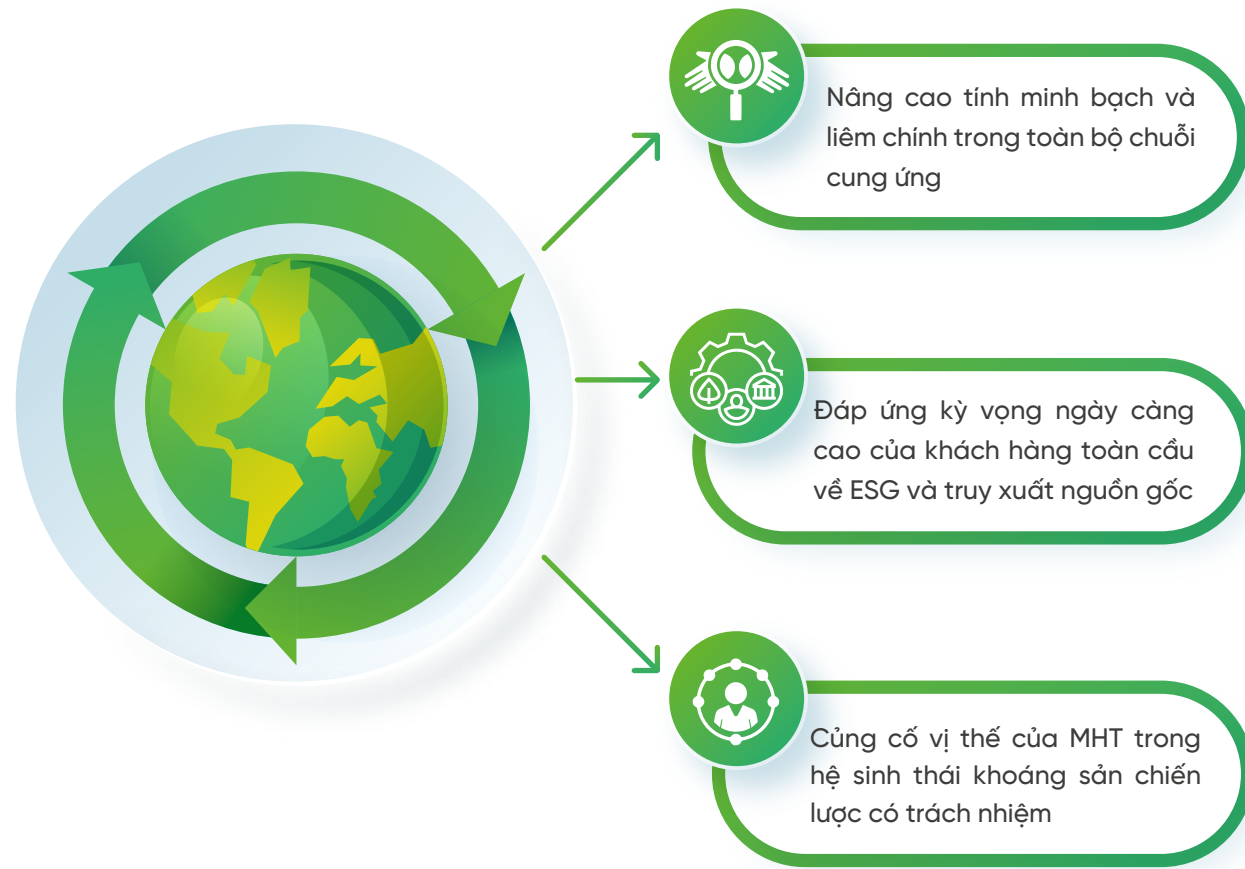 Nâng cao tính minh bạch và
liêm chính trong toàn bộ chuỗi
cung ứng
Đáp ứng kỳ vọng ngày càng
cao của khách hàng toàn cầu
về ESG và truy xuất nguồn gốc
Củng cố vị thế của MHT trong
hệ sinh thái khoáng sản chiến
lược có trách nhiệm